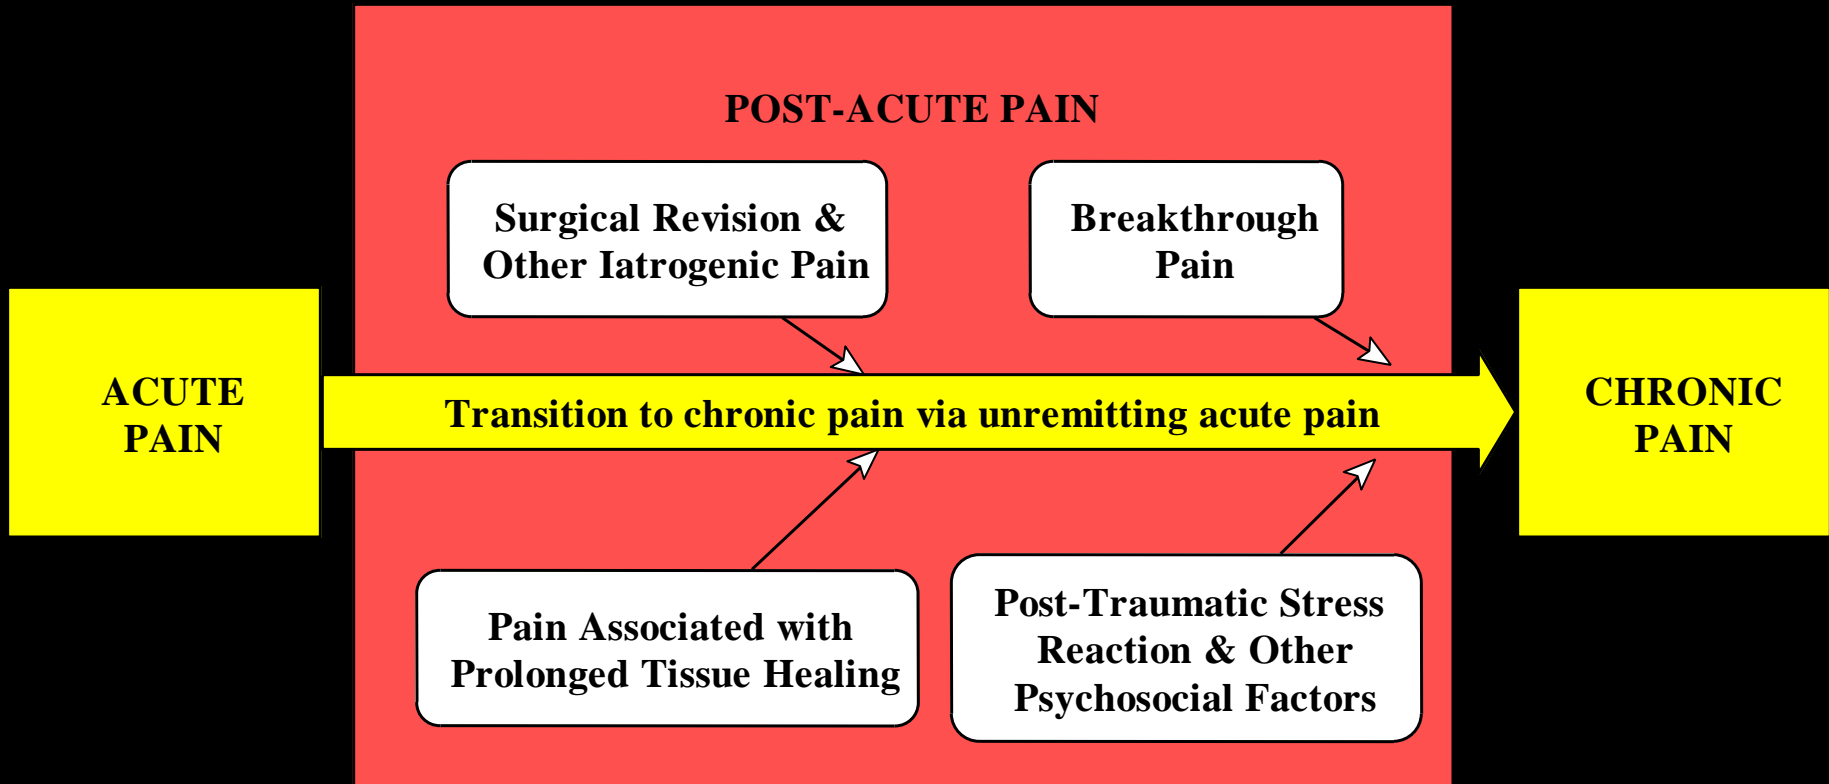 POST-ACUTE PAIN
Surgical Revision &
Other Iatrogenic Pain
Breakthrough
Pain
ACUTE
PAIN
Transition to chronic pain via unremitting acute pain
CHRONIC
PAIN
Pain Associated with
Prolonged Tissue Healing
Post-Traumatic Stress
Reaction & Other
Psychosocial Factors